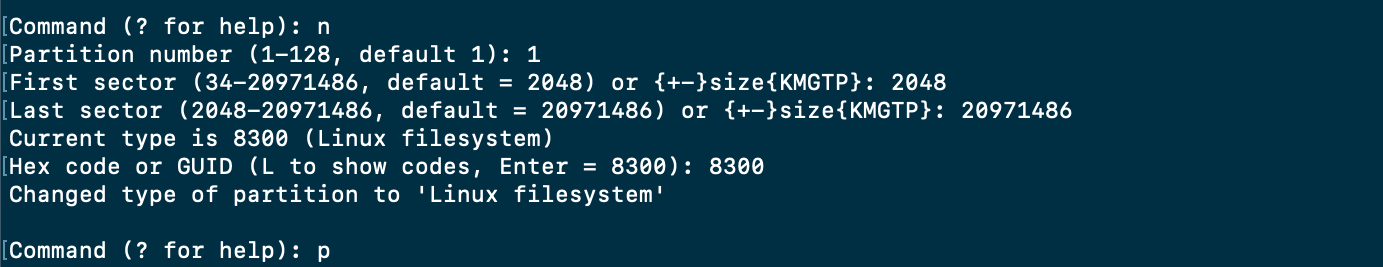 [Command (? for help): n
[Partition number (1-128, default 1): 1
[First sector (34-20971486, default = 2048) or {+-}size{KMGTP}: 2048
[Last sector (2048-20971486, default = 20971486) or {+-}size{KMGTP}: 20971486
Current type is 8300 (Linux filesystem)
[Hex code or GUID (L to show codes, Enter = 8300): 8300
Changed type of partition to 'Linux filesystem'
[Command (? for help): p